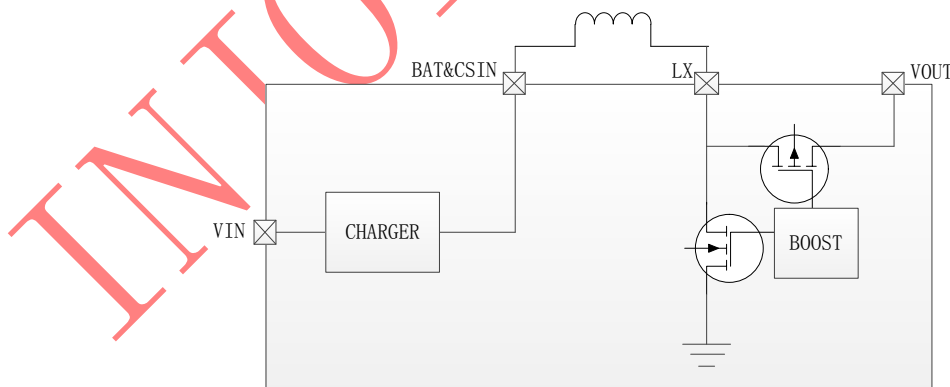 BAT&CSIN
LX
VOUT
VIN
CHARGER
BOOST
INJO